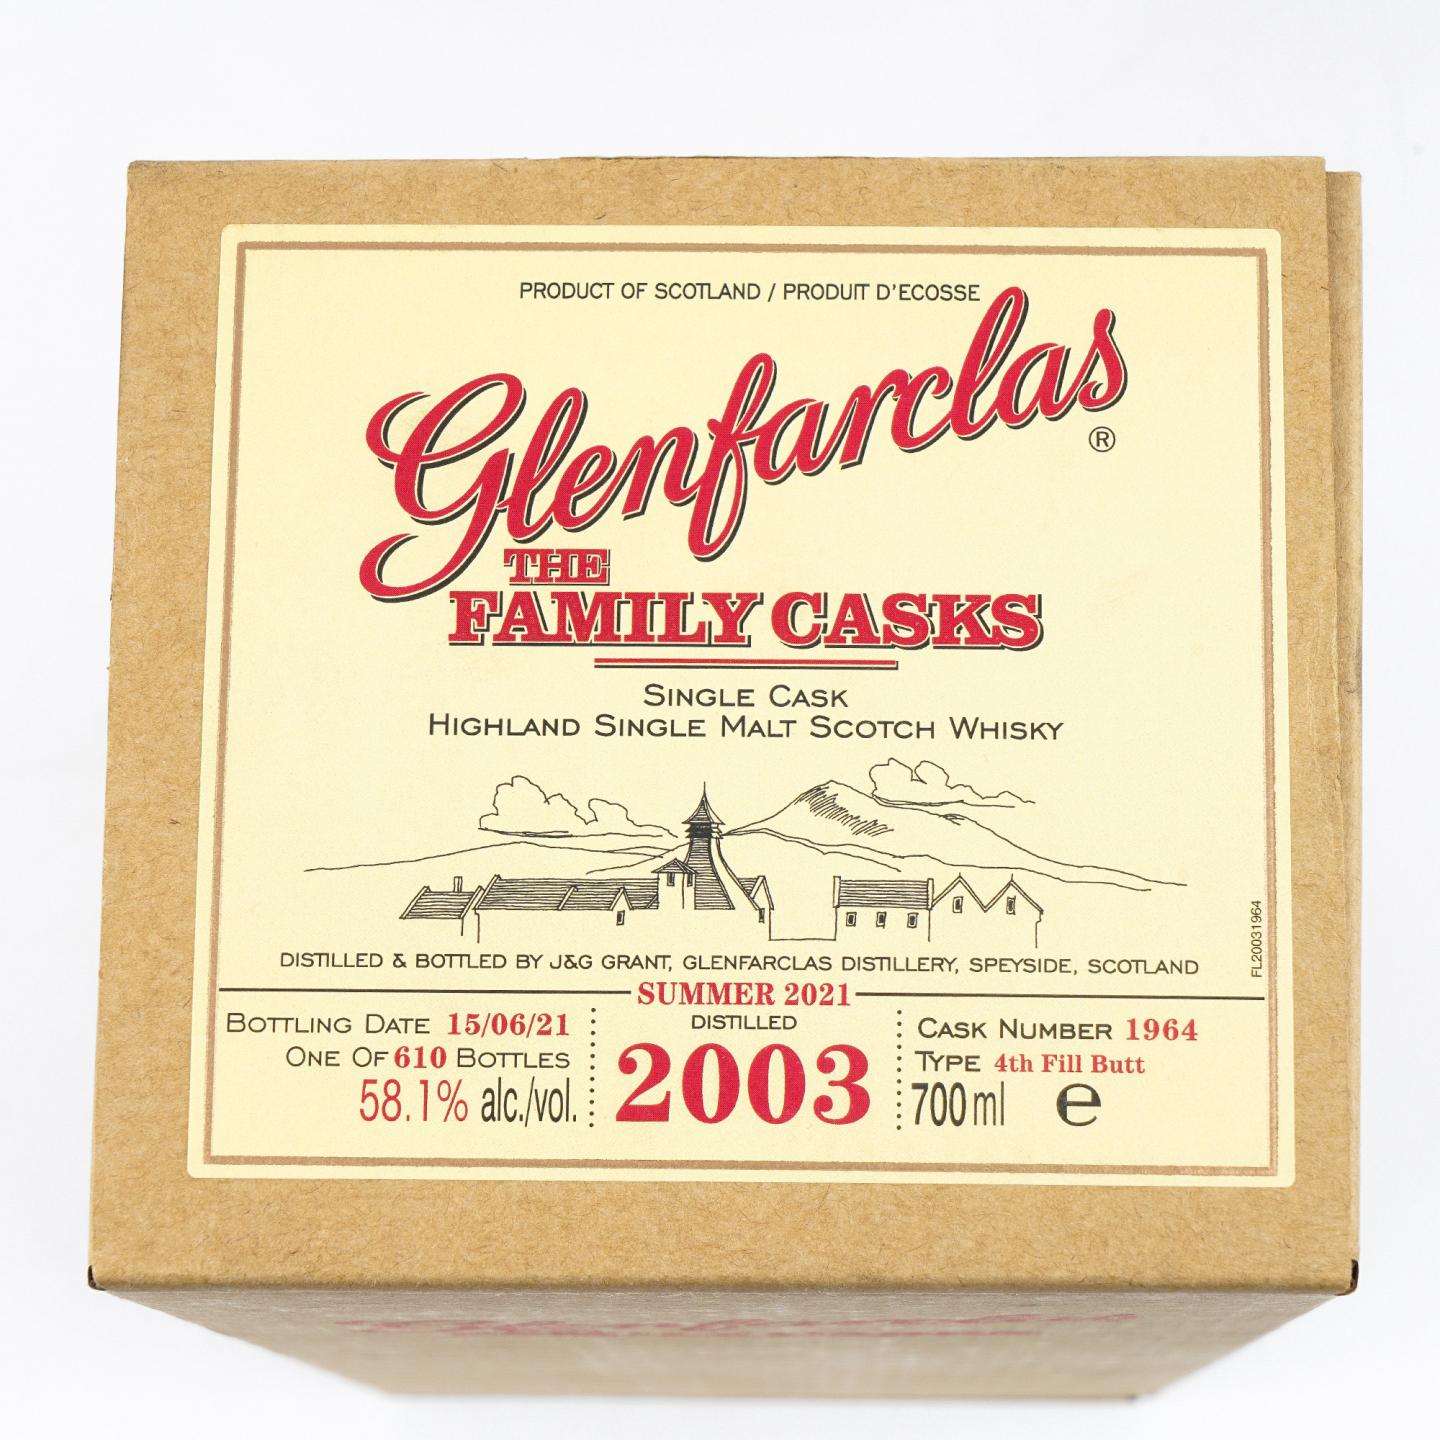 PRODUCT OF SCOTLAND / PRODUIT D'ECOSSE
Glenfarclas
®
THE
FAMILY CASKS
SINGLE CASK
HIGHLAND SINGLE MALT SCOTCH WHISKY
DISTILLED & BOTTLED BY J&G GRANT, GLENFARCLAS DISTILLERY, SPEYSIDE, SCOTLAND
FL20031964
SUMMER 2021
BOTTLING DATE 15/06/21
ONE OF 610 BOTTLES
58.1% alc./vol.
DISTILLED
2003
CASK NUMBER 1964
TYPE 4th Fill Butt
700ml e